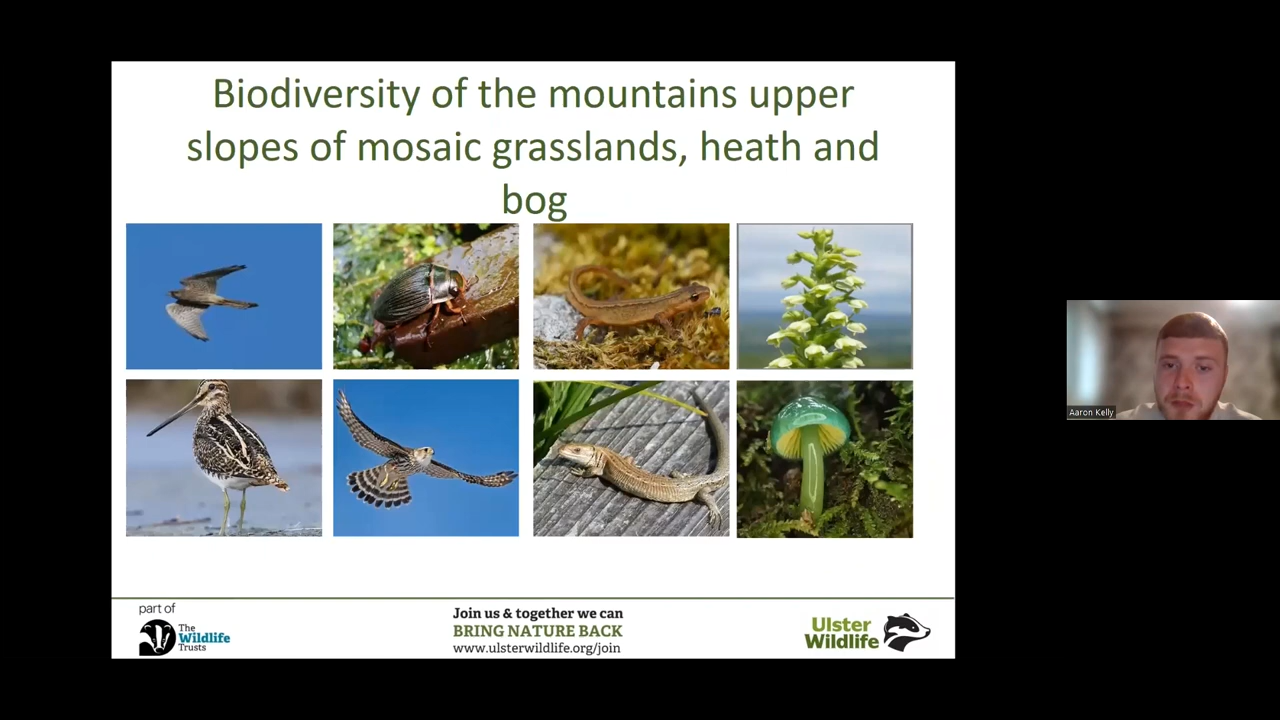 Biodiversity of the mountains upper
slopes of mosaic grasslands, heath and
bog
Aaron Kelly
part of
The
Wildlife
Trusts
Join us & together we can
BRING NATURE BACK
www.ulsterwildlife.org/join
Ulster
Wildlife